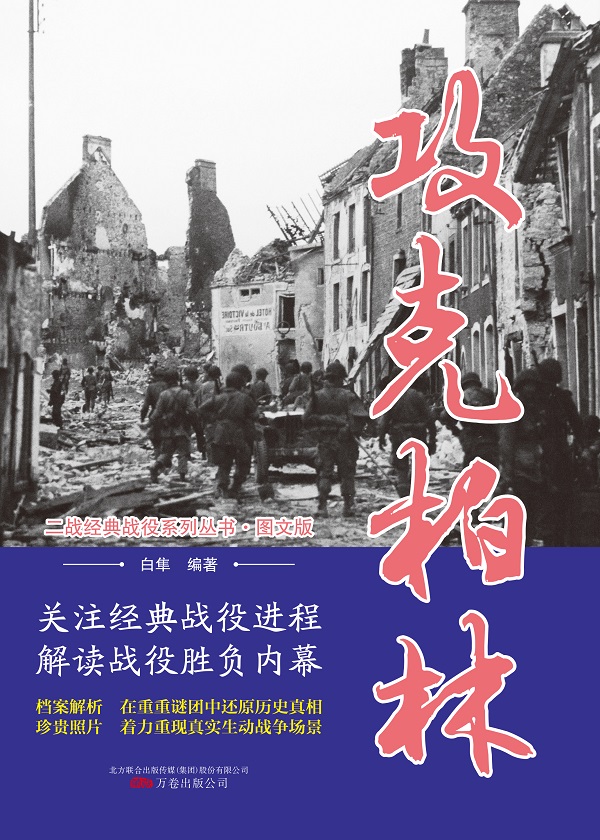 攻克柏林
HOTEL de VICTOIRE
二战经典战役系列丛书·图文版
白隼 编著
关注经典战役进程
解读战役胜负内幕
档案解析 在重重谜团中还原历史真相
珍贵照片 着力重现真实生动战争场景
北方联合出版传媒(集团)股份有限公司
万卷出版公司